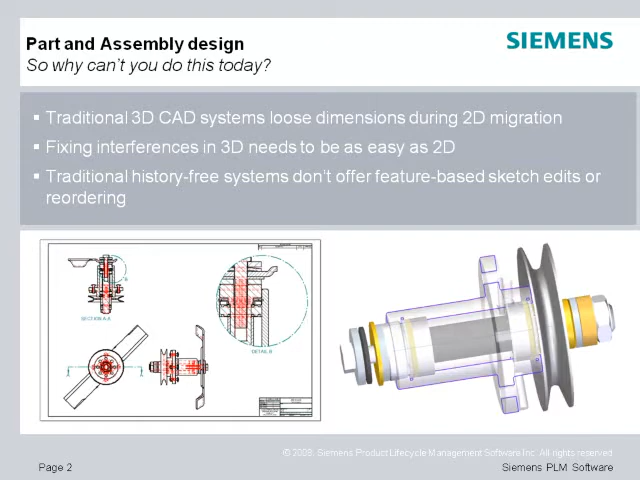 Part and Assembly design
SIEMENS
So why can't you do this today?
▪ Traditional 3D CAD systems loose dimensions during 2D migration
▪ Fixing interferences in 3D needs to be as easy as 2D
▪ Traditional history-free systems don't offer feature-based sketch edits or
reordering
SECTION A-A
DETAIL B
© 2009. Siemens Product Lifecycle Management Software Inc. All rights reserved
Page 2
Siemens PLM Software